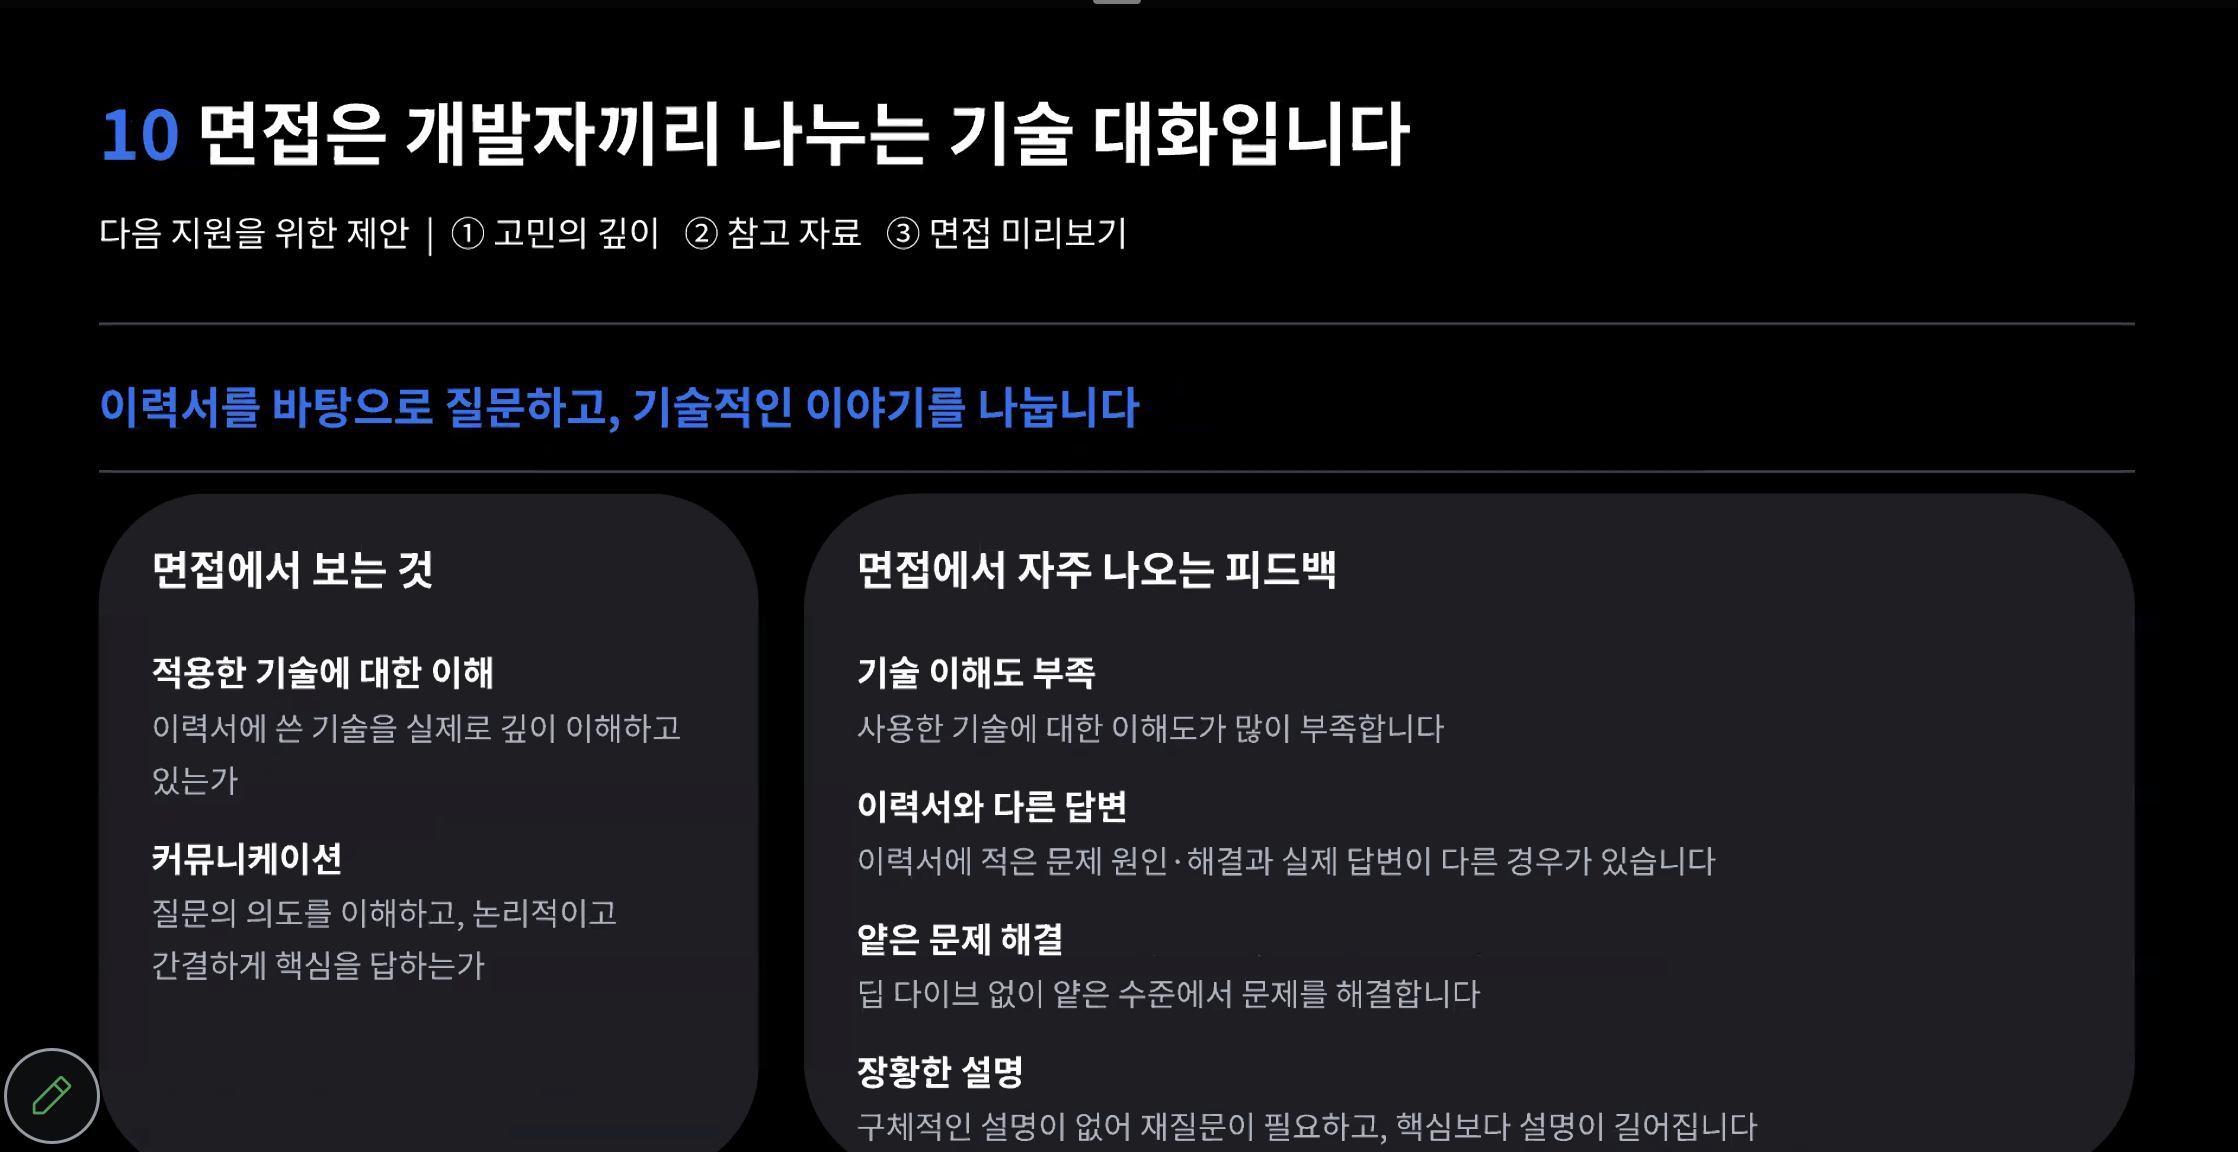 10 면접은 개발자끼리 나누는 기술 대화입니다
다음 지원을 위한 제안 | ① 고민의 깊이 ② 참고 자료 ③ 면접 미리보기
이력서를 바탕으로 질문하고, 기술적인 이야기를 나눕니다
면접에서 보는 것
적용한 기술에 대한 이해
이력서에 쓴 기술을 실제로 깊이 이해하고
있는가
커뮤니케이션
질문의 의도를 이해하고, 논리적이고
간결하게 핵심을 답하는가
면접에서 자주 나오는 피드백
기술 이해도 부족
사용한 기술에 대한 이해도가 많이 부족합니다
이력서와 다른 답변
이력서에 적은 문제 원인·해결과 실제 답변이 다른 경우가 있습니다
얕은 문제 해결
딥 다이브 없이 얕은 수준에서 문제를 해결합니다
장황한 설명
구체적인 설명이 없어 재질문이 필요하고, 핵심보다 설명이 길어집니다